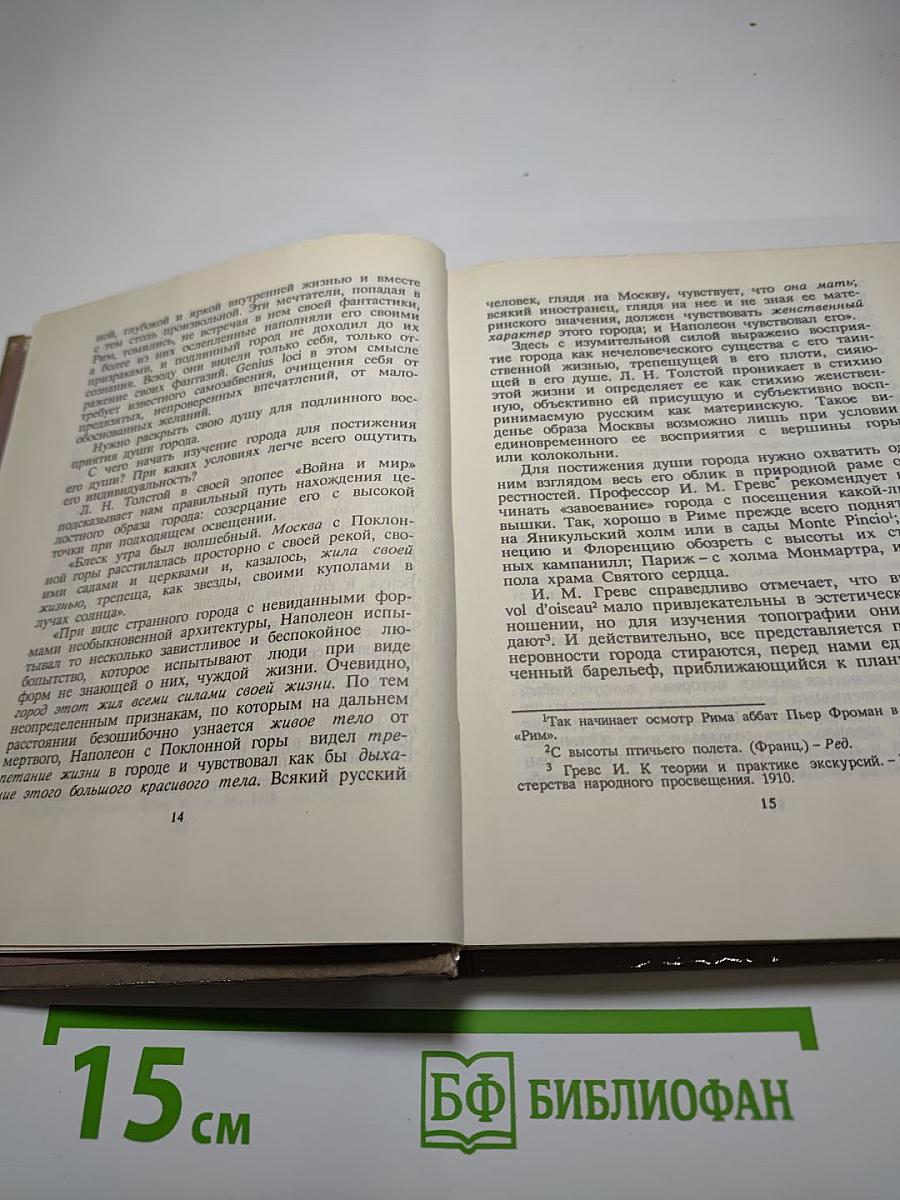 ной, глубокой и яркой внутренней жизнью и вместе
с тем столь произвольной. Эти мечтатели, попадая в
Рим, томились, не встречая в нем своей фантастики,
а более из них ослепленные наполняли его своими
призраками, и подлинный город не доходил до их
сознания. Всюду они видели только себя, только от-
ражение своих фантазий. Genius loci в этом смысле
требует известного самозабвения, очищения себя от
предвзятых, непроверенных впечатлений, от мало-
обоснованных желаний.
Нужно раскрыть свою душу для подлинного вос-
приятия души города.
С чего начать изучение города для постижения
его души? При каких условиях легче всего ощутить
его индивидуальность?
Л. Н. Толстой в своей эпопее «Война и мир»
подсказывает нам правильный путь нахождения це-
лостного образа города: созерцание его с высокой
точки при подходящем освещении.
«Блеск утра был волшебный. Москва с Поклон-
ной горы расстилалась просторно с своей рекой, сво-
ими садами и церквами и, казалось, жила своей
жизнью, трепеща, как звезды, своими куполами в
лучах солнца».
«При виде странного города с невиданными фор-
мами необыкновенной архитектуры, Наполеон испы-
тывал то несколько завистливое и беспокойное лю-
бопытство, которое испытывают люди при виде
форм не знающей о них, чуждой жизни. Очевидно,
город этот жил всеми силами своей жизни. По тем
неопределенным признакам, по которым на дальнем
расстоянии безошибочно узнается живое тело от
мертвого, Наполеон с Поклонной горы видел тре-
петание жизни в городе и чувствовал как бы дыха-
ние этого большого красивого тела. Всякий русский
14
человек, глядя на Москву, чувствует, что она мать;
всякий иностранец, глядя на нее и не зная ее мате-
ринского значения, должен чувствовать женственный
характер этого города; и Наполеон чувствовал его».
Здесь с изумительной силой выражено восприя-
тие города как нечеловеческого существа с его таин-
ственной жизнью, трепещущей в его плоти, сияю-
щей в его душе. Л. Н. Толстой проникает в стихию
этой жизни и определяет ее как стихию женствен-
ную, объективно ей присущую и субъективно восп-
ринимаемую русским как материнскую. Такое ви-
денье образа Москвы возможно лишь при условии
единовременного ее восприятия с вершины горы
или колокольни.
Для постижения души города нужно охватить од
ним взглядом весь его облик в природной раме о
рестностей. Профессор И. М. Гревс рекомендует н
чинать «завоевание» города с посещения какой-ли
вышки. Так, хорошо в Риме прежде всего поднят
на Яникульский холм или в сады Monte Pincio¹;
нецию и Флоренцию обозреть с высоты их ст
ных кампанилл; Париж – с холма Монмартра, и
пола храма Святого сердца.
И. М. Гревс справедливо отмечает, что ви
vol d'oiseau² мало привлекательны в эстетическ
ношении, но для изучения топографии они
дают³. И действительно, все представляется п
неровности города стираются, перед нами ед
ченный барельеф, приближающийся к план
¹Так начинает осмотр Рима аббат Пьер Фроман в
«Рим».
²С высоты птичьего полета. (Франц.) – Ред.
³ Гревс И. К теории и практике экскурсий. –
стерства народного просвещения. 1910.
15
15 см
БФ БИБЛИОФАН